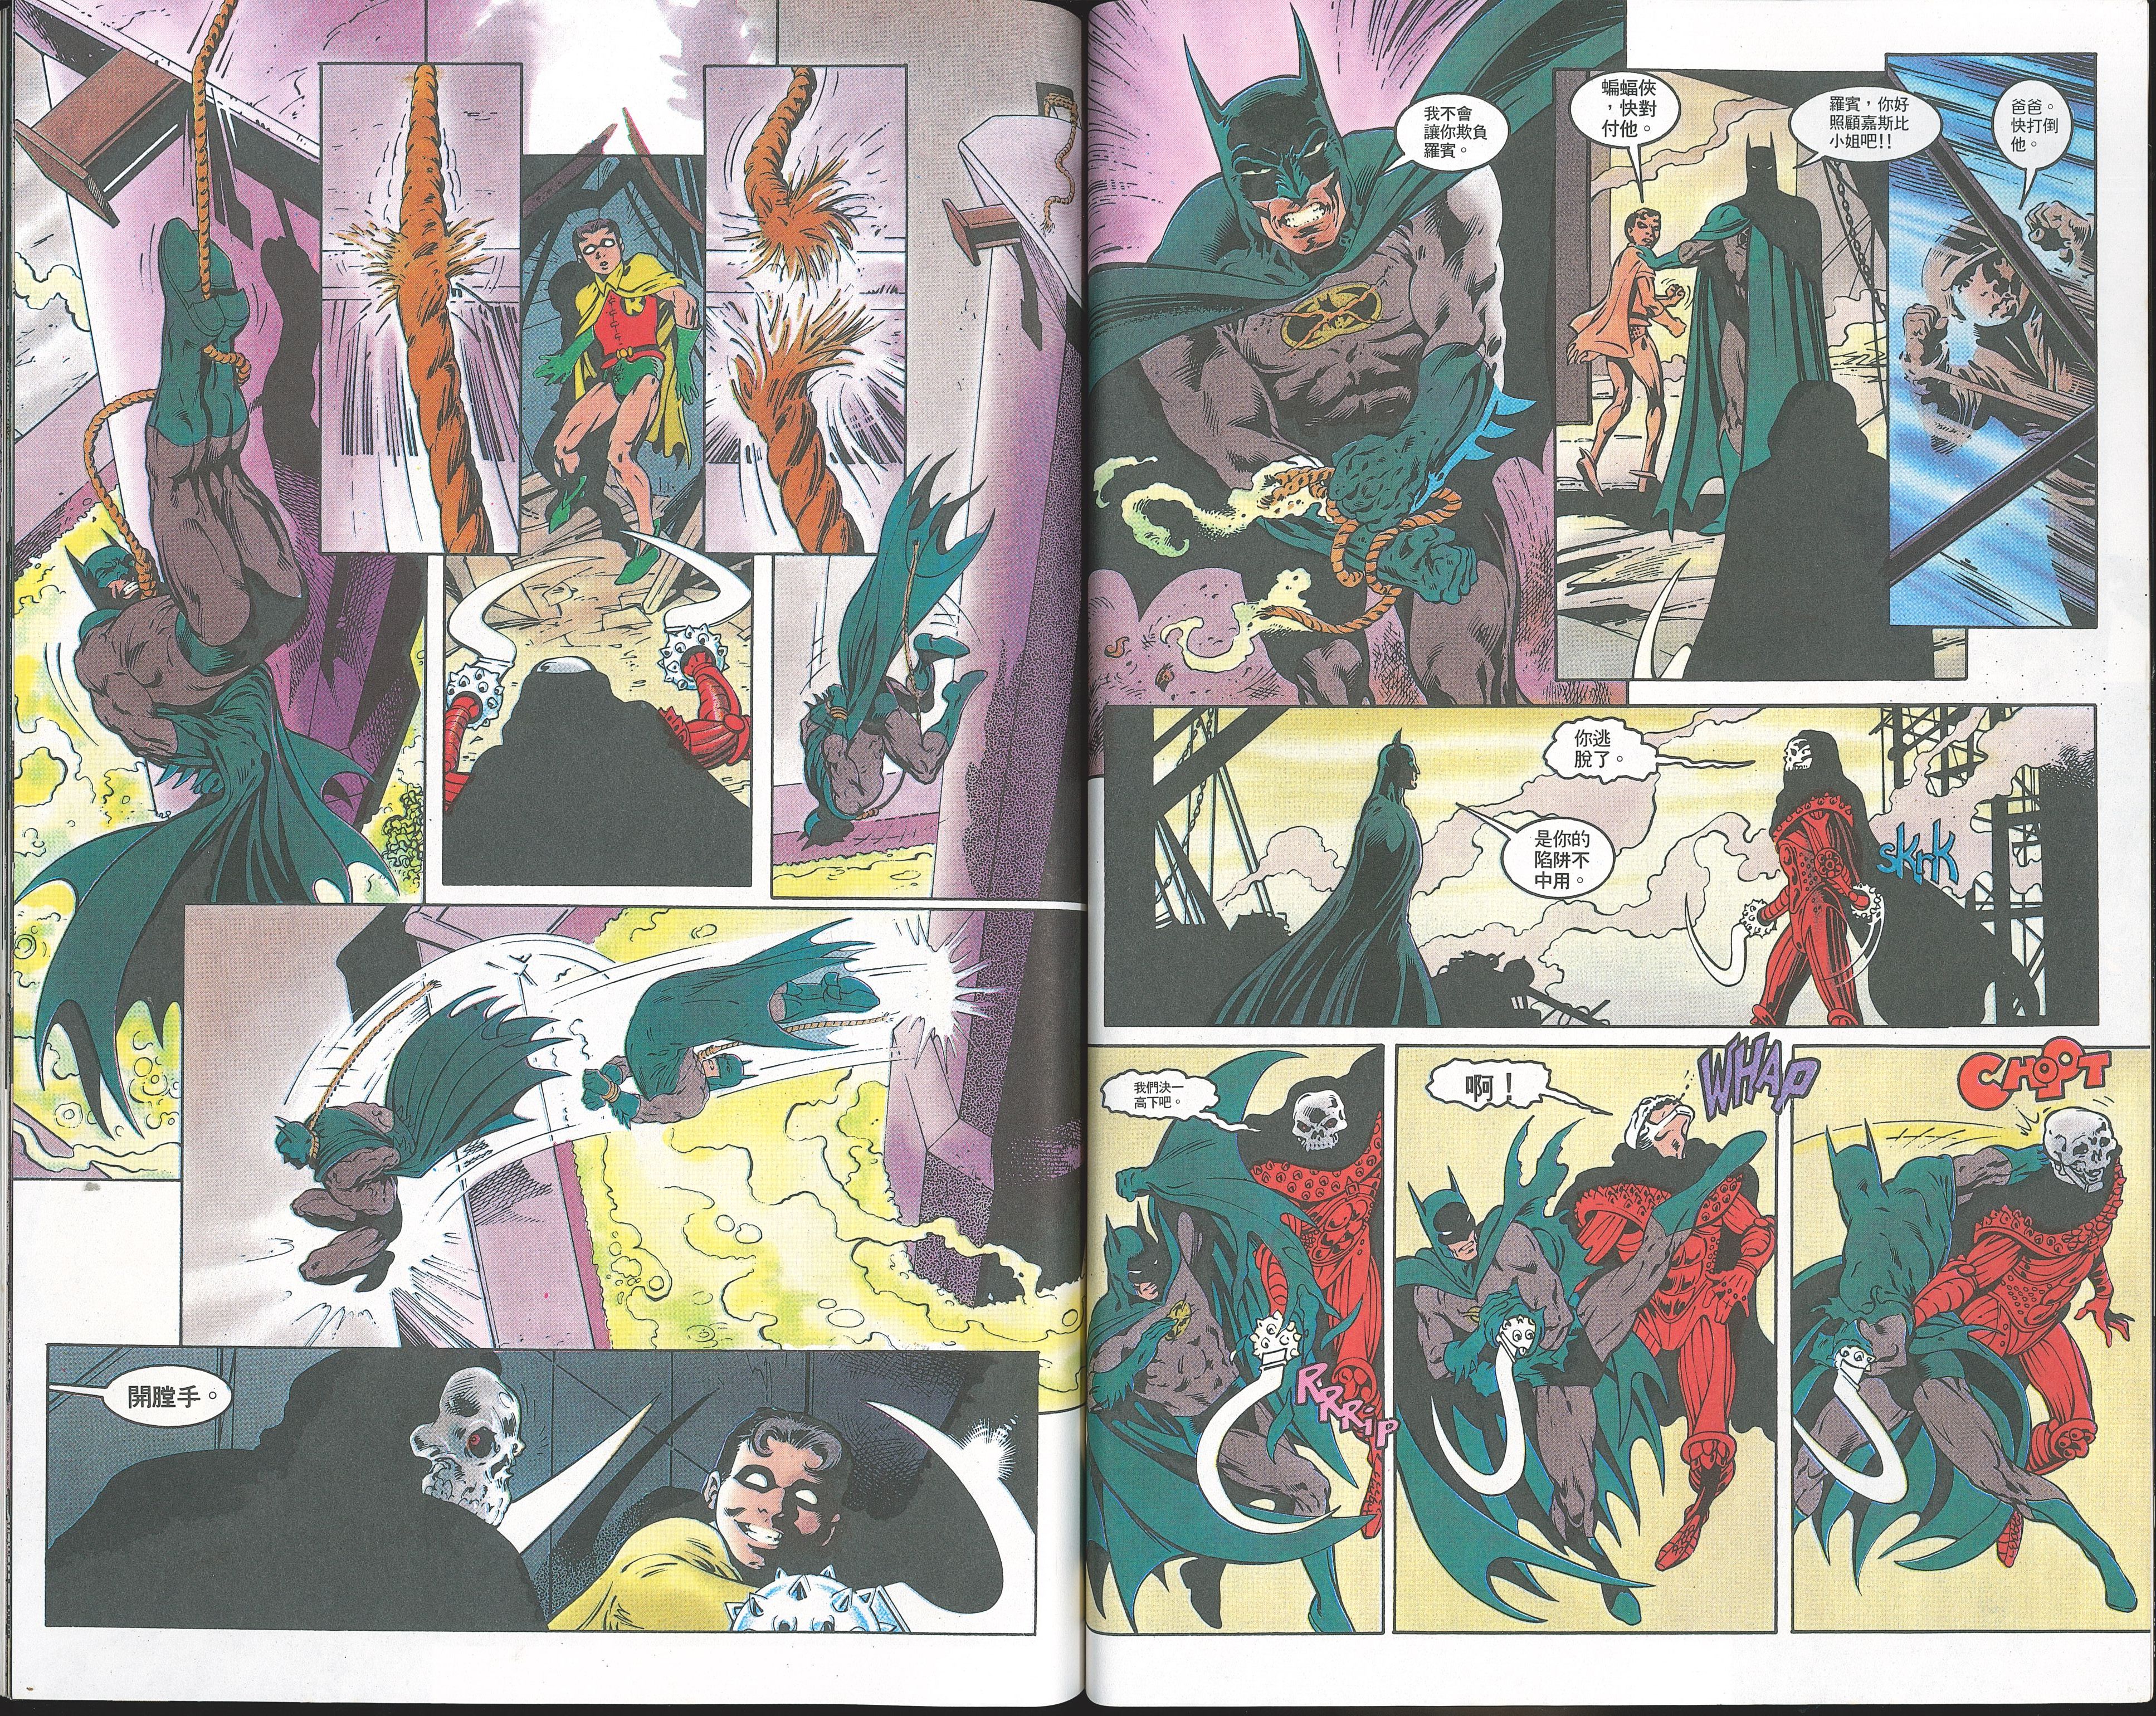 開膛手。
我不會
讓你欺負
羅賓。
蝙蝠俠
,快對
付他。
羅賓,你好
照顧嘉斯比
小姐吧!!
爸爸。
快打倒
他。
你逃
脫了。
是你的
陷阱不
中用。
SKrK
我們決一
高下吧。
RRRRIP
啊!
WHAP
CHOOT